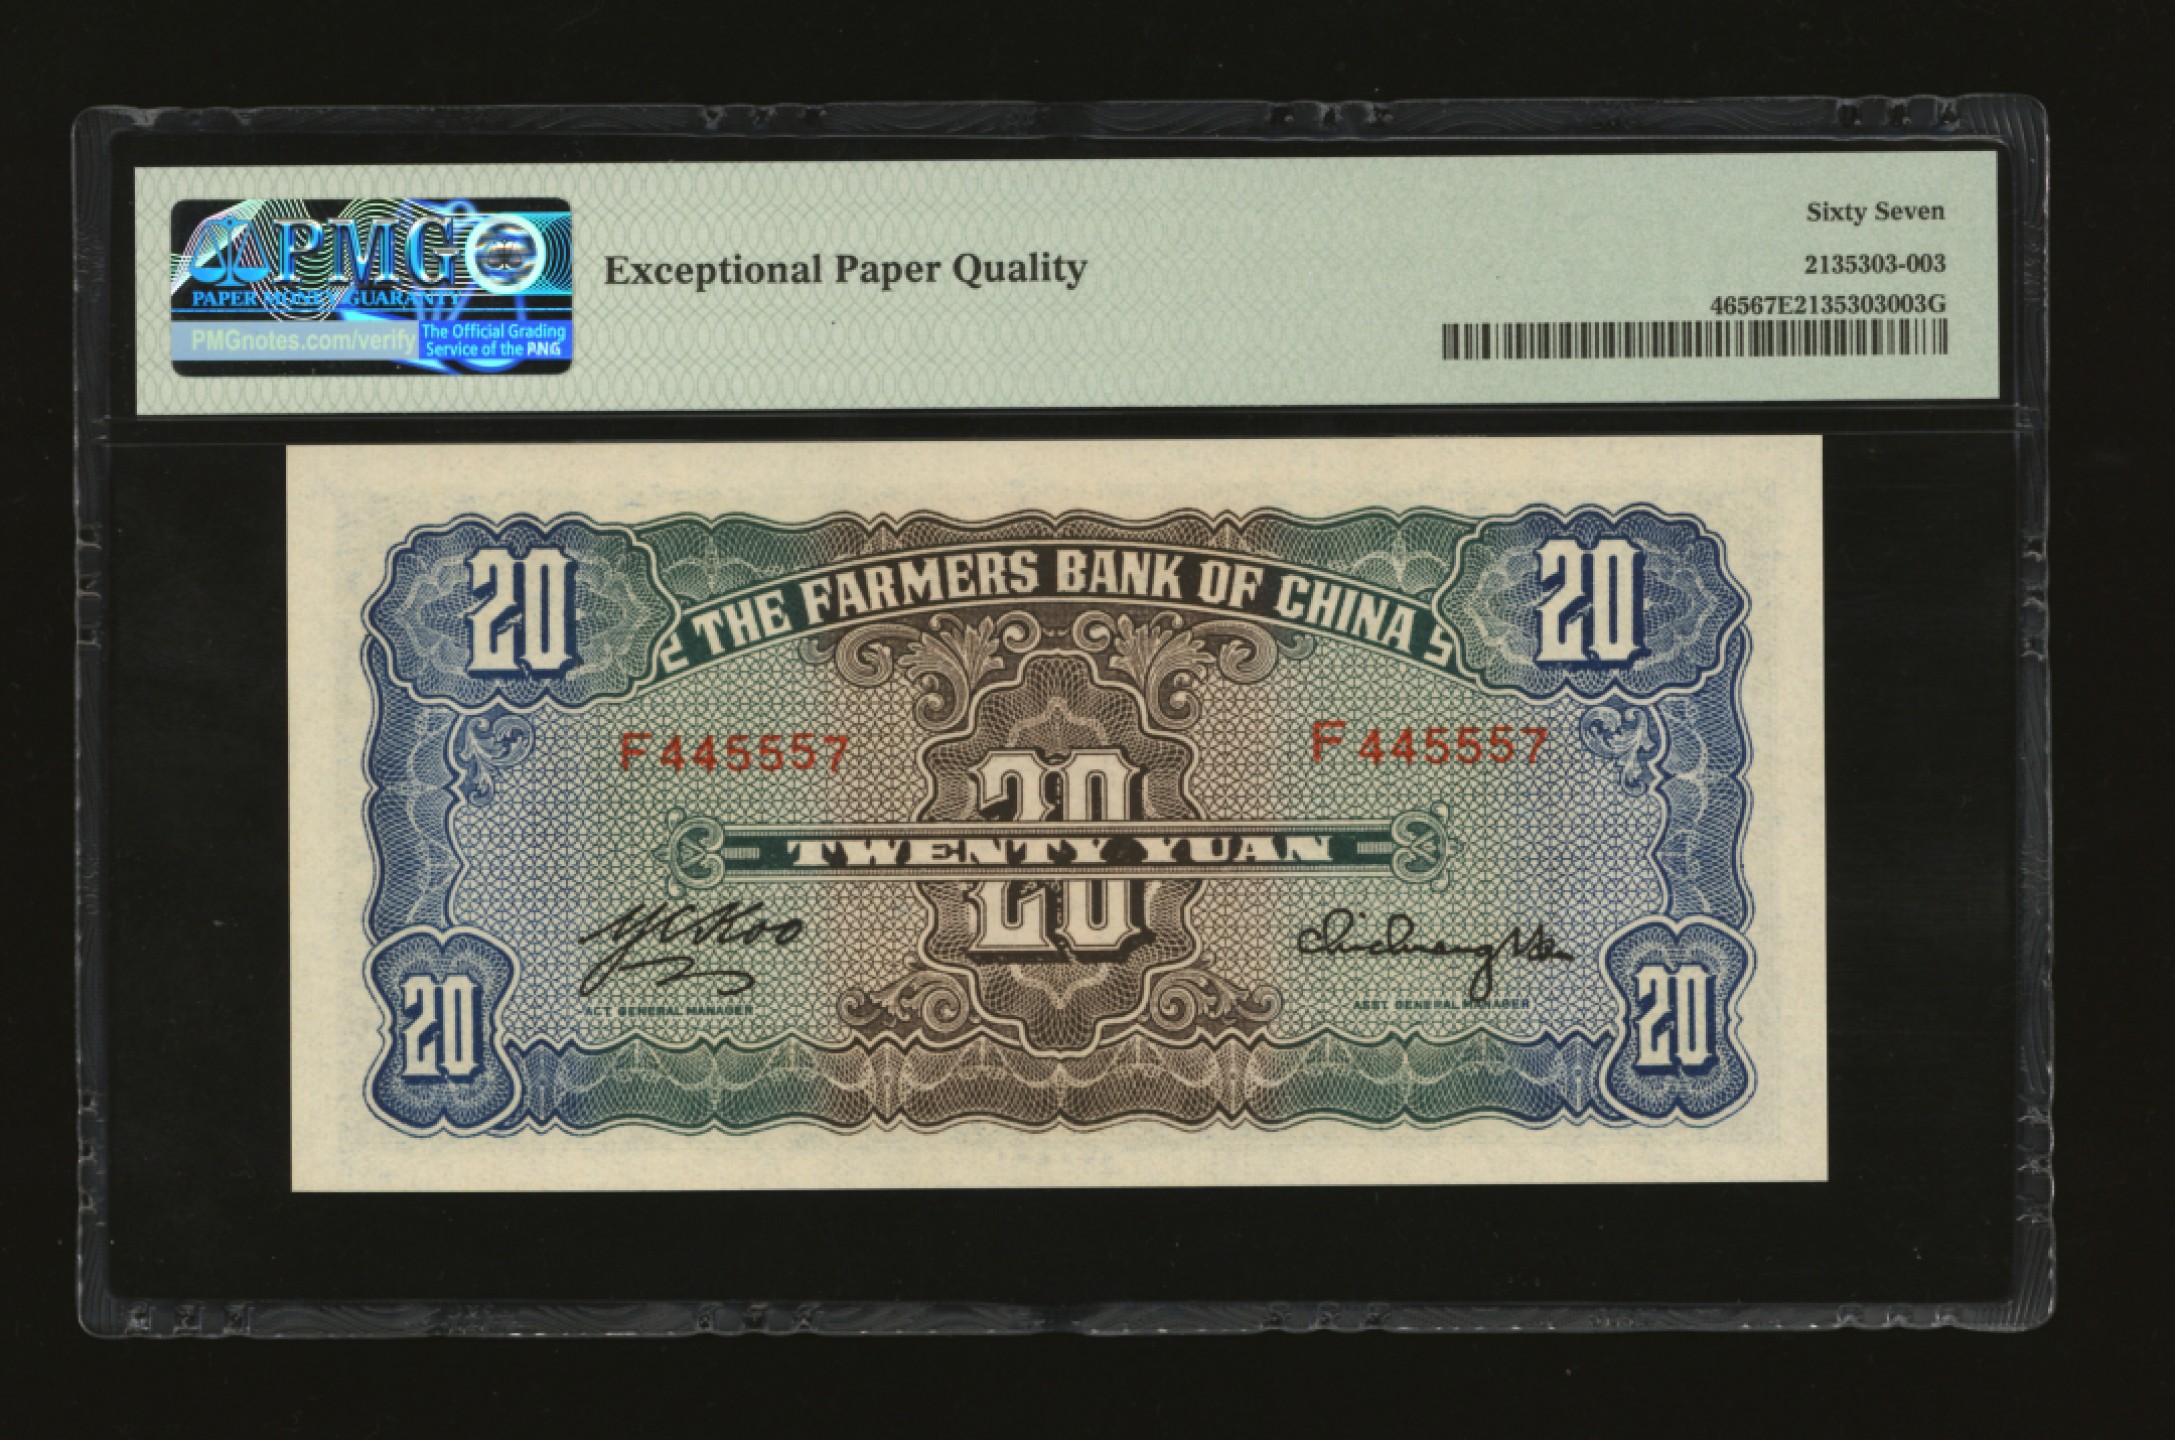 PMG
PAPER MONEY GUARANTY
PMGnotes.com/verify
The Official Grading
Service of the PNG
Exceptional Paper Quality
Sixty Seven
2135303-003
46567E2135303003G
20 THE FARMERS BANK OF CHINA 20
F445557 F445557
20
TWENTY YUAN
20
Y C Koo
ACT GENERAL MANAGER ASST GENERAL MANAGER
20 20